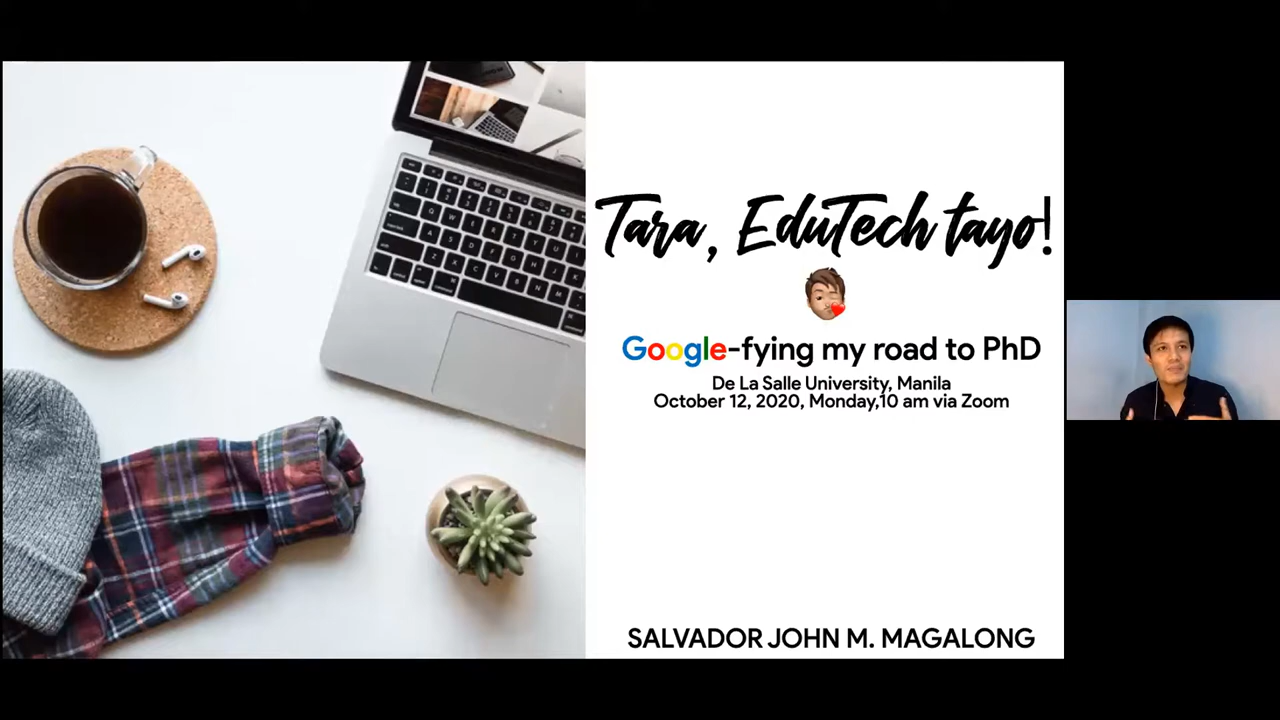 Tara, EduTech tayo!
Google-fying my road to PhD
De La Salle University, Manila
October 12, 2020, Monday,10 am via Zoom
SALVADOR JOHN M. MAGALONG